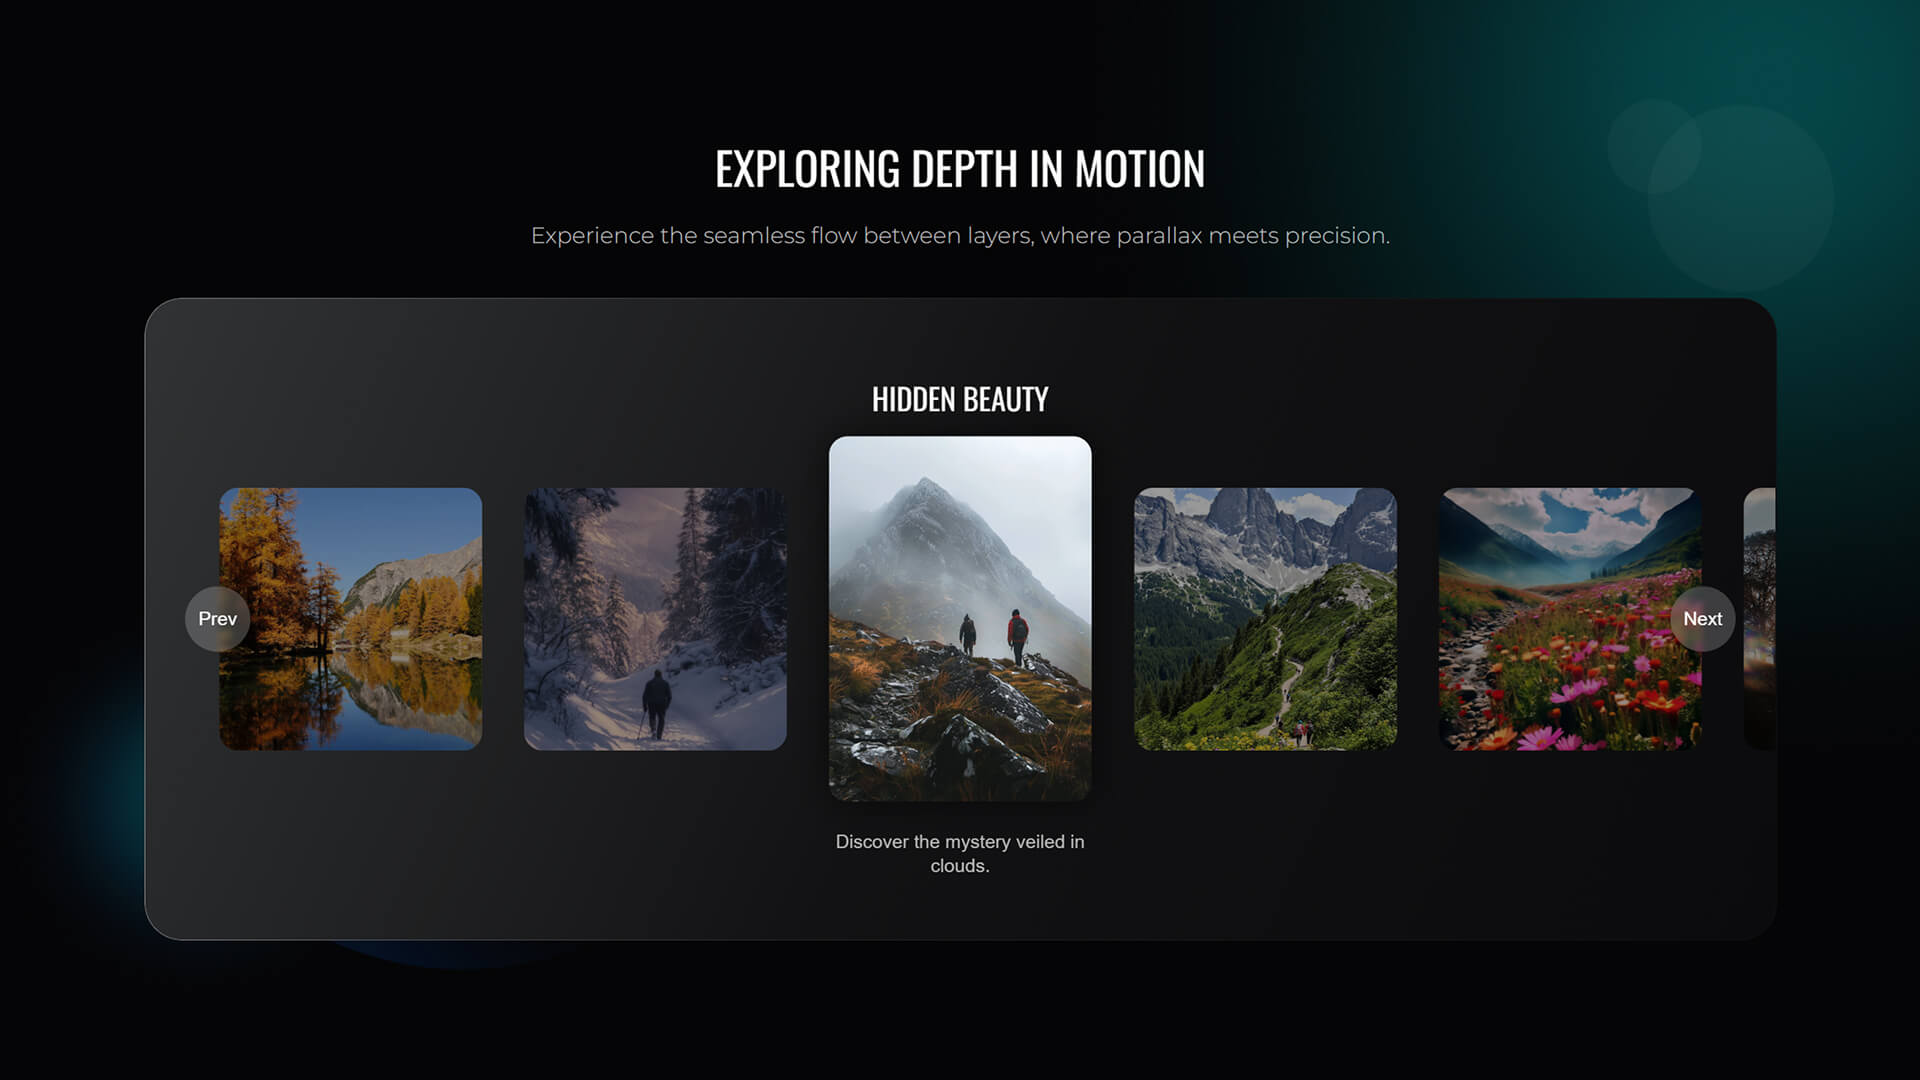 EXPLORING DEPTH IN MOTION
Experience the seamless flow between layers, where parallax meets precision.
HIDDEN BEAUTY
Prev
Next
Discover the mystery veiled in
clouds.